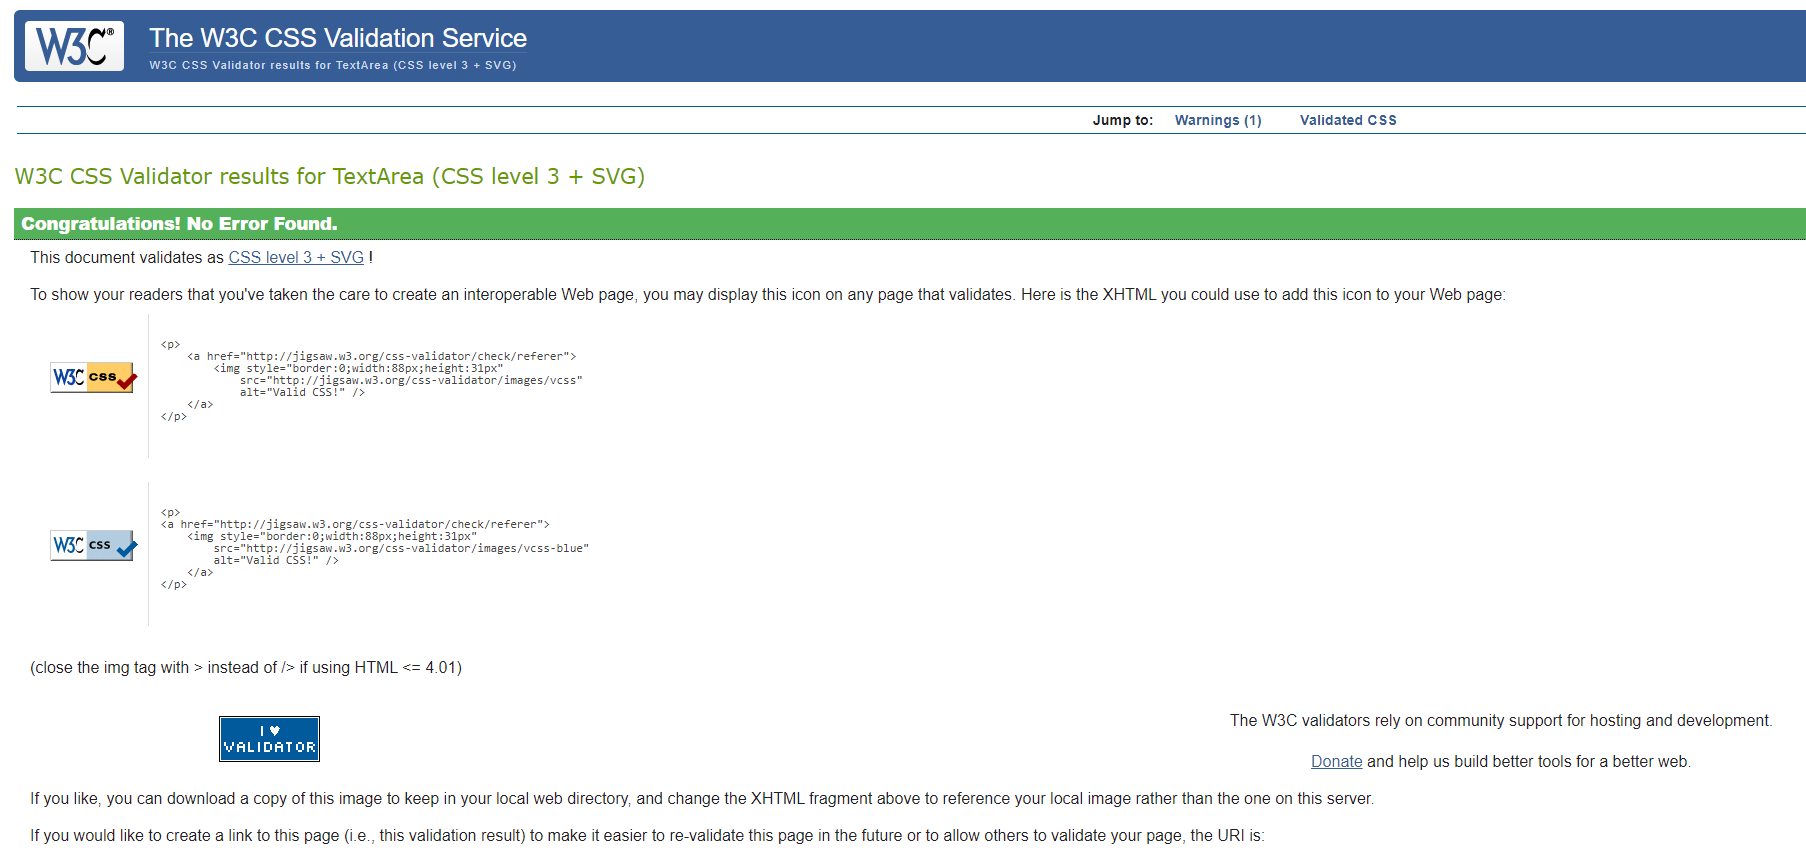 W3C®
The W3C CSS Validation Service
W3C CSS Validator results for TextArea (CSS level 3 + SVG)
Jump to: Warnings (1) Validated CSS
W3C CSS Validator results for TextArea (CSS level 3 + SVG)
Congratulations! No Error Found.
This document validates as CSS level 3 + SVG !
To show your readers that you've taken the care to create an interoperable Web page, you may display this icon on any page that validates. Here is the XHTML you could use to add this icon to your Web page:
W3C css
<p>
    <a href="http://jigsaw.w3.org/css-validator/check/referer">
        <img style="border:0;width:88px;height:31px"
            src="http://jigsaw.w3.org/css-validator/images/vcss"
            alt="Valid CSS!" />
    </a>
</p>
W3C css
<p>
<a href="http://jigsaw.w3.org/css-validator/check/referer">
    <img style="border:0;width:88px;height:31px"
        src="http://jigsaw.w3.org/css-validator/images/vcss-blue"
        alt="Valid CSS!" />
    </a>
</p>
(close the img tag with > instead of /> if using HTML <= 4.01)
I ♥
VALIDATOR
The W3C validators rely on community support for hosting and development.
Donate and help us build better tools for a better web.
If you like, you can download a copy of this image to keep in your local web directory, and change the XHTML fragment above to reference your local image rather than the one on this server.
If you would like to create a link to this page (i.e., this validation result) to make it easier to re-validate this page in the future or to allow others to validate your page, the URI is: